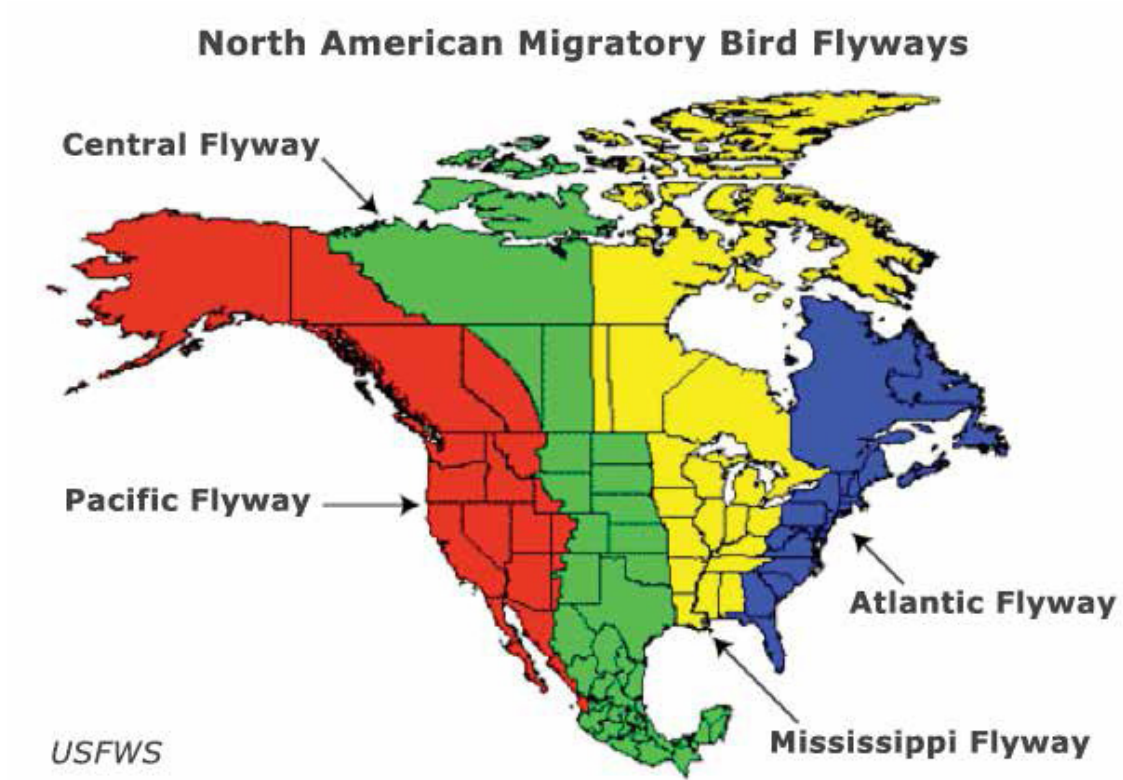 North American Migratory Bird Flyways
Central Flyway
Pacific Flyway
Atlantic Flyway
Mississippi Flyway
USFWS